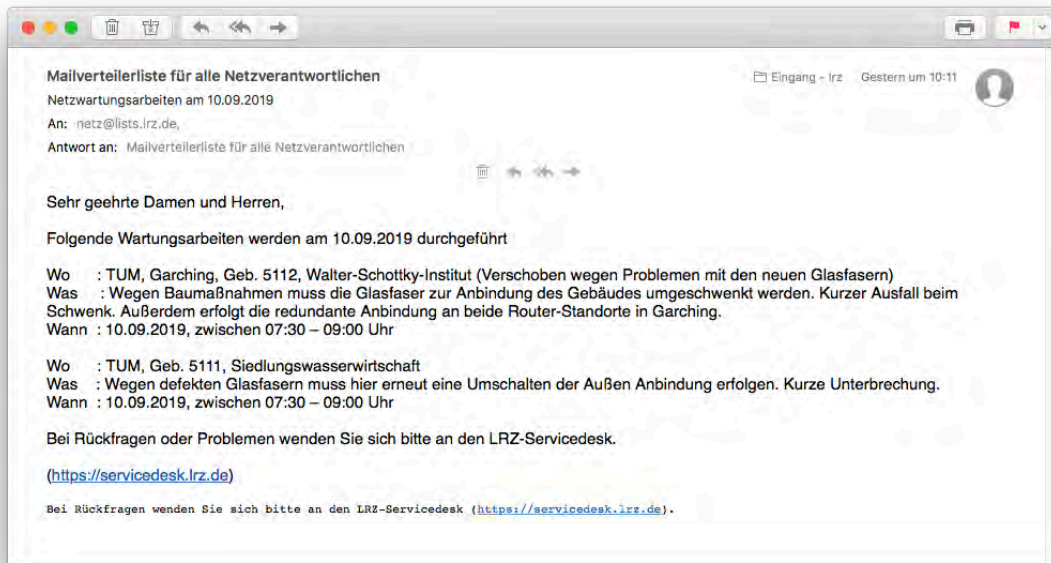 Mailverteilerliste für alle Netzverantwortlichen
Eingang - lrz Gestern um 10:11
Netzwartungsarbeiten am 10.09.2019
An: netz@lists.lrz.de,
Antwort an: Mailverteilerliste für alle Netzverantwortlichen
Sehr geehrte Damen und Herren,
Folgende Wartungsarbeiten werden am 10.09.2019 durchgeführt
Wo : TUM, Garching, Geb. 5112, Walter-Schottky-Institut (Verschoben wegen Problemen mit den neuen Glasfasern)
Was : Wegen Baumaßnahmen muss die Glasfaser zur Anbindung des Gebäudes umgeschwenkt werden. Kurzer Ausfall beim
Schwenk. Außerdem erfolgt die redundante Anbindung an beide Router-Standorte in Garching.
Wann : 10.09.2019, zwischen 07:30 – 09:00 Uhr
Wo : TUM, Geb. 5111, Siedlungswasserwirtschaft
Was : Wegen defekten Glasfasern muss hier erneut eine Umschalten der Außen Anbindung erfolgen. Kurze Unterbrechung.
Wann : 10.09.2019, zwischen 07:30 – 09:00 Uhr
Bei Rückfragen oder Problemen wenden Sie sich bitte an den LRZ-Servicedesk.
(https://servicedesk.lrz.de)
Bei Rückfragen wenden Sie sich bitte an den LRZ-Servicedesk (https://servicedesk.lrz.de).